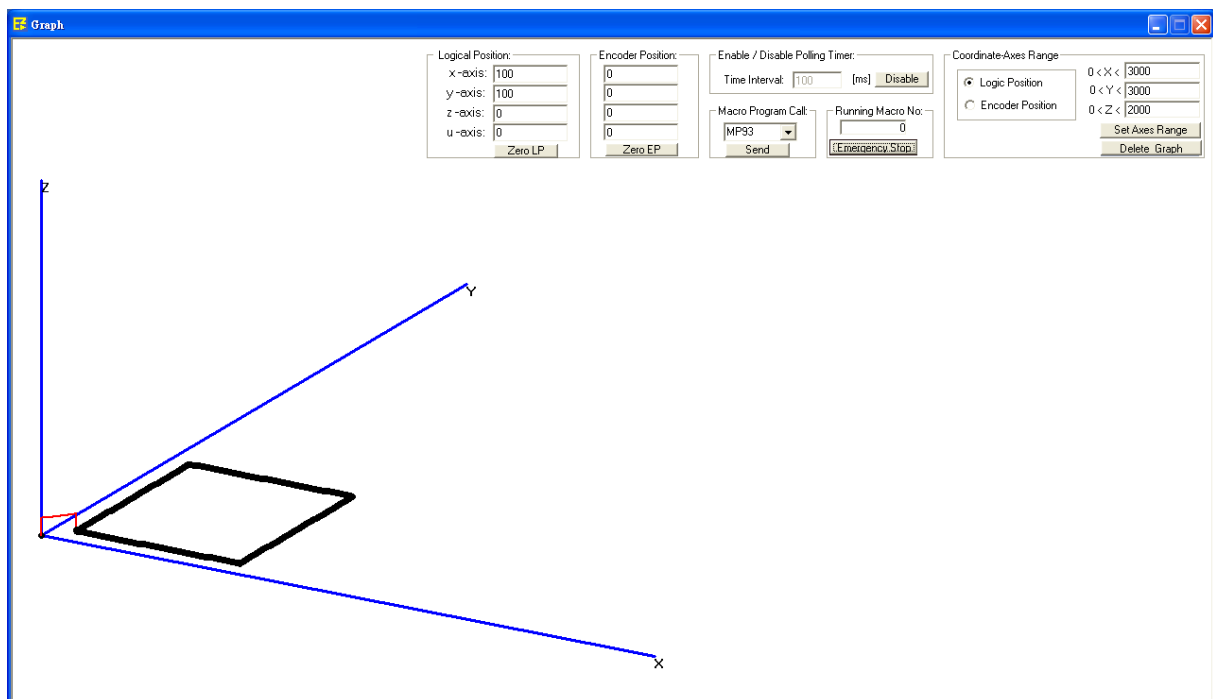 Graph
Logical Position:
x-axis: 100
y-axis: 100
z-axis: 0
u-axis: 0
Zero LP
Encoder Position:
0
0
0
0
Zero EP
Enable / Disable Polling Timer:
Time Interval: 100 [ms] Disable
Macro Program Call:
MP93
Send
Running Macro No:
0
Emergency Stop
Coordinate-Axes Range
Logic Position
Encoder Position
0 < X < 3000
0 < Y < 3000
0 < Z < 2000
Set Axes Range
Delete Graph
Z
Y
X